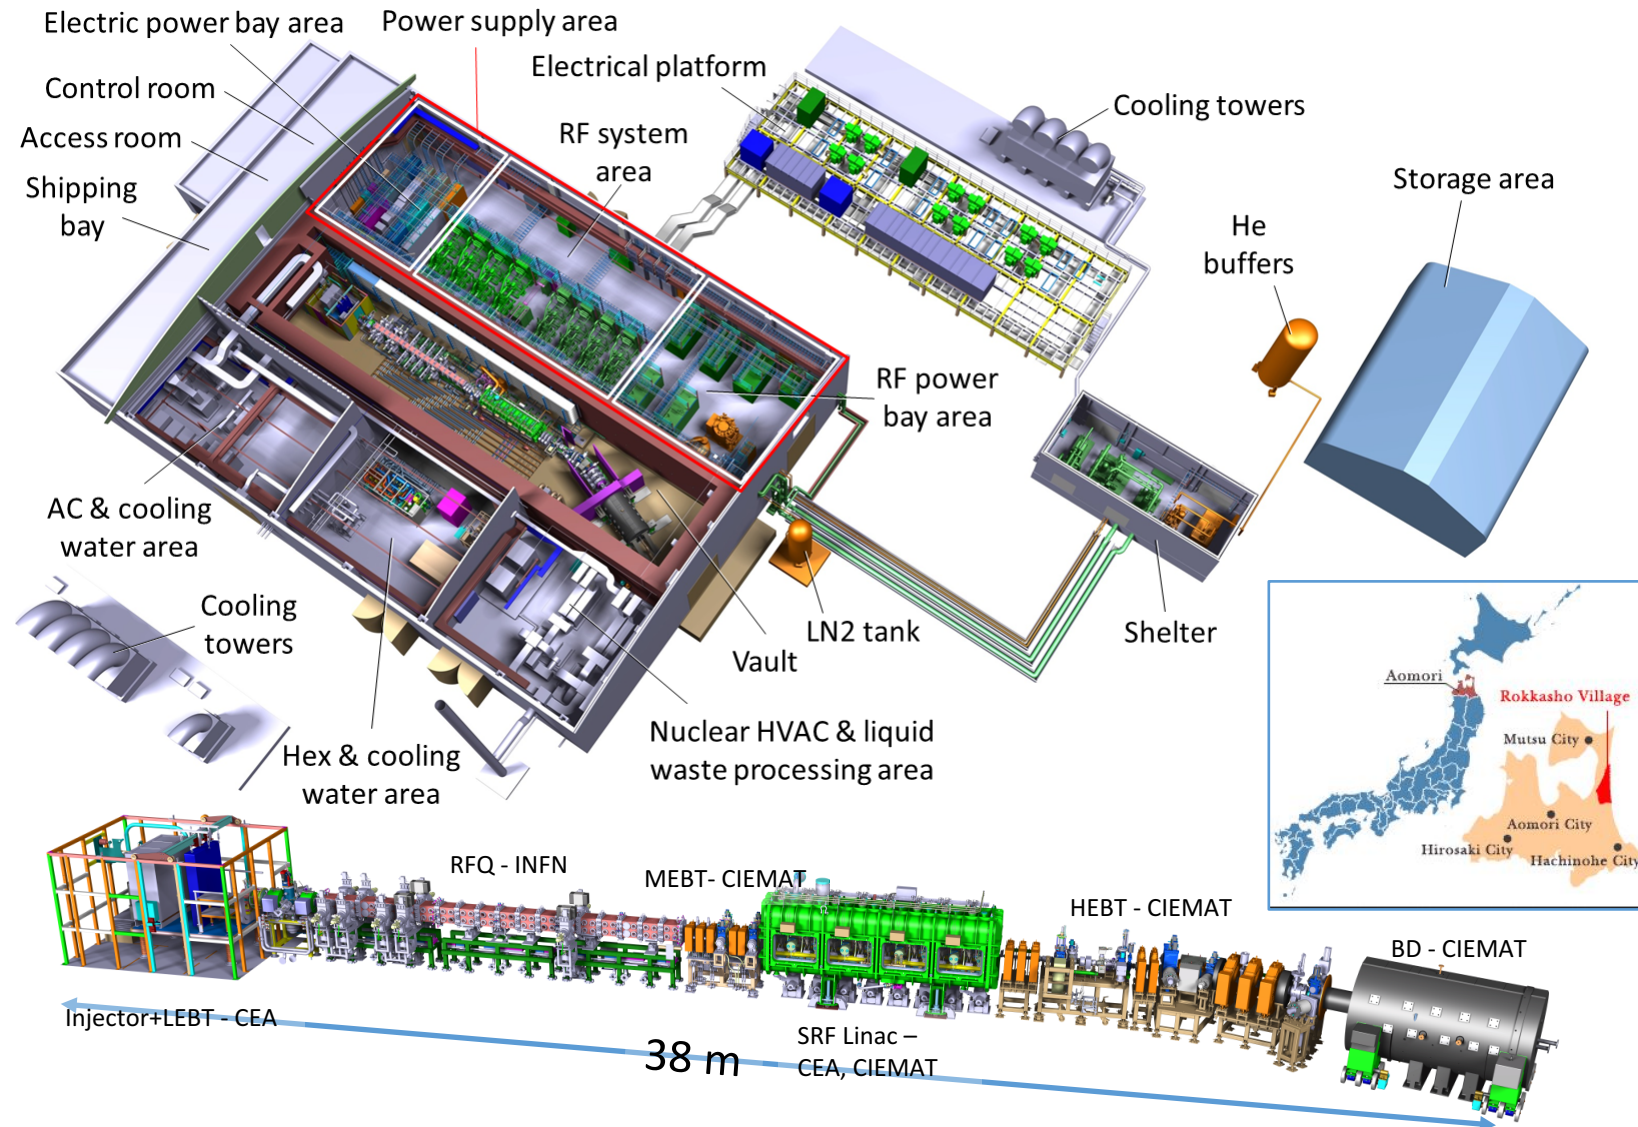 Electric power bay area
Power supply area
Control room
Electrical platform
Access room
RF system
area
Cooling towers
Shipping
bay
Storage area
He
buffers
RF power
bay area
AC & cooling
water area
Cooling
towers
LN2 tank
Vault
Shelter
Nuclear HVAC & liquid
waste processing area
Hex & cooling
water area
Aomori
Rokkasho Village
Mutsu City
Aomori City
Hirosaki City
Hachinohe City
RFQ - INFN
MEBT- CIEMAT
HEBT - CIEMAT
BD - CIEMAT
Injector+LEBT - CEA
38 m
SRF Linac –
CEA, CIEMAT